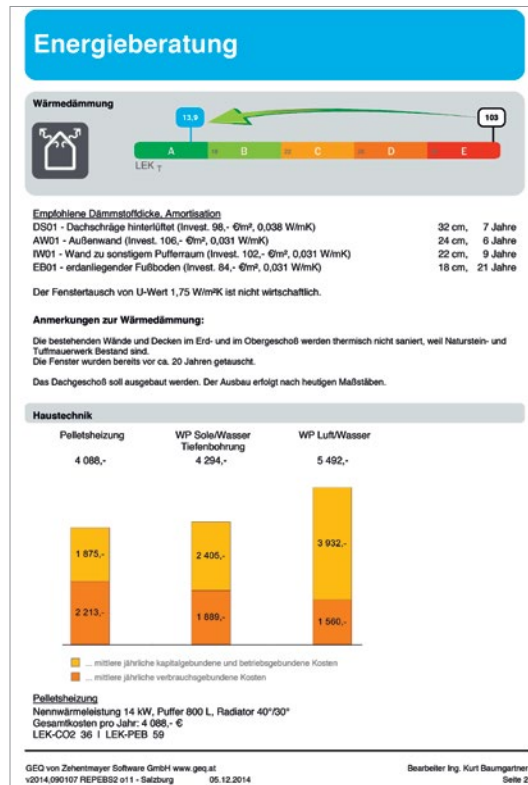 Energieberatung
Wärmedämmung
13,9
103
A B C D E
LEK T
Empfohlene Dämmstoffdicke, Amortisation
DS01 - Dachschräge hinterlüftet (Invest. 98,- €/m², 0,038 W/mK) 32 cm, 7 Jahre
AW01 - Außenwand (Invest. 106,- €/m², 0,031 W/mK) 24 cm, 6 Jahre
IW01 - Wand zu sonstigem Pufferraum (Invest. 102,- €/m², 0,031 W/mK) 22 cm, 9 Jahre
EB01 - erdanliegender Fußboden (Invest. 84,- €/m², 0,031 W/mK) 18 cm, 21 Jahre
Der Fenstertausch von U-Wert 1,75 W/m²K ist nicht wirtschaftlich.
Anmerkungen zur Wärmedämmung:
Die bestehenden Wände und Decken im Erd- und im Obergeschoß werden thermisch nicht saniert, weil Naturstein- und
Tuffmauerwerk Bestand sind.
Die Fenster wurden bereits vor ca. 20 Jahren getauscht.
Das Dachgeschoß soll ausgebaut werden. Der Ausbau erfolgt nach heutigen Maßstäben.
Haustechnik
Pelletsheizung WP Sole/Wasser WP Luft/Wasser
Tiefenbohrung
4 088,- 4 294,- 5 492,-
1 875,- 2 405,- 3 932,-
2 213,- 1 889,- 1 560,-
... mittlere jährliche kapitalgebundene und betriebsgebundene Kosten
... mittlere jährliche verbrauchsgebundene Kosten
Pelletsheizung
Nennwärmeleistung 14 kW, Puffer 800 L, Radiator 40°/30°
Gesamtkosten pro Jahr: 4 088,- €
LEK-CO2 36 I LEK-PEB 59
GEQ von Zehentmayer Software GmbH www.geq.at Bearbeiter Ing. Kurt Baumgartner
v2014,090107 REPEBS2 o11 - Salzburg 05.12.2014 Seite 2